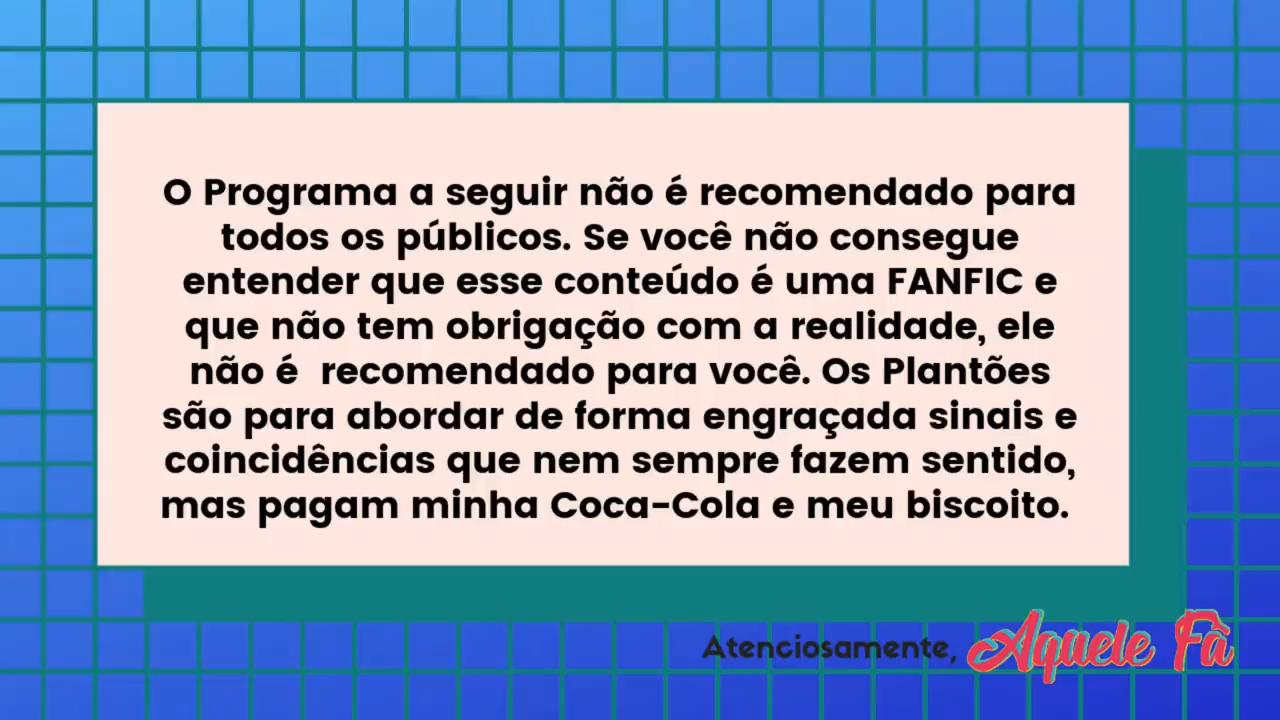 O Programa a seguir não é recomendado para
todos os públicos. Se você não consegue
entender que esse conteúdo é uma FANFIC e
que não tem obrigação com a realidade, ele
não é  recomendado para você. Os Plantões
são para abordar de forma engraçada sinais e
coincidências que nem sempre fazem sentido,
mas pagam minha Coca-Cola e meu biscoito.
Atenciosamente, Aquele Fã